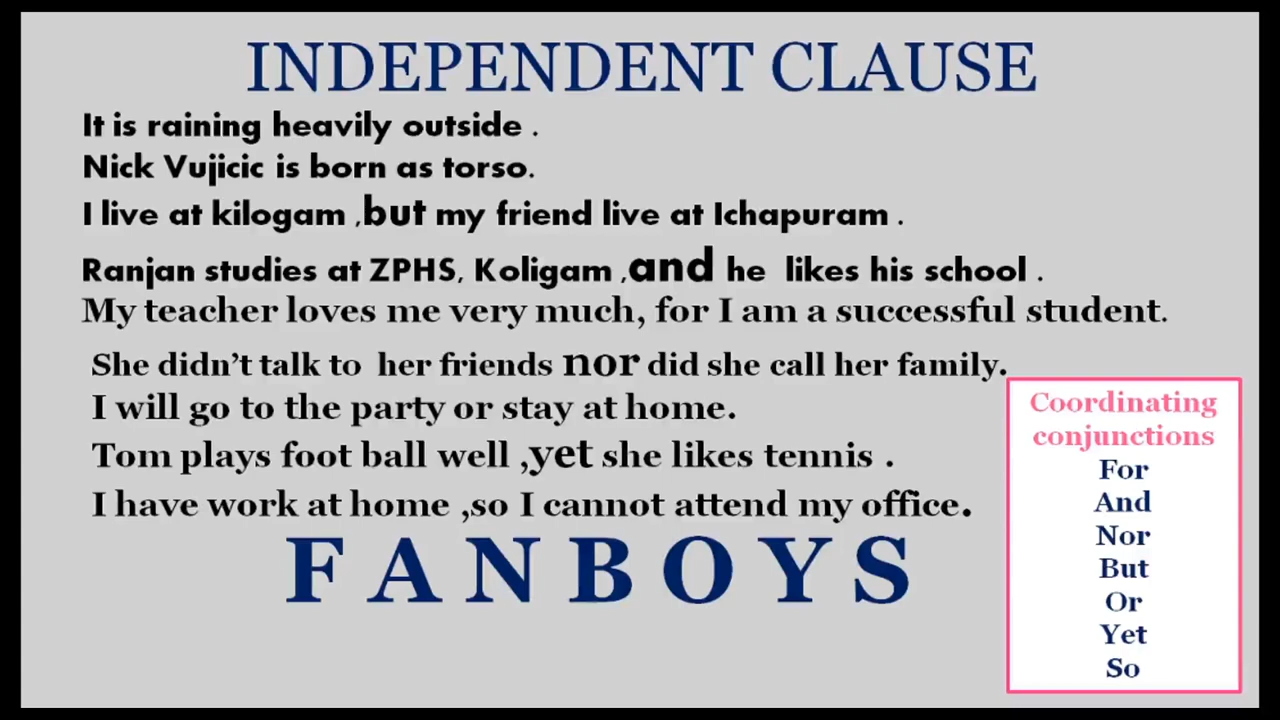 INDEPENDENT CLAUSE
It is raining heavily outside .
Nick Vujicic is born as torso.
I live at kilogam ,but my friend live at Ichapuram .
Ranjan studies at ZPHS, Koligam ,and he likes his school .
My teacher loves me very much, for I am a successful student.
She didn’t talk to her friends nor did she call her family.
I will go to the party or stay at home.
Tom plays foot ball well ,yet she likes tennis .
I have work at home ,so I cannot attend my office.
F A N B O Y S
Coordinating
conjunctions
For
And
Nor
But
Or
Yet
So